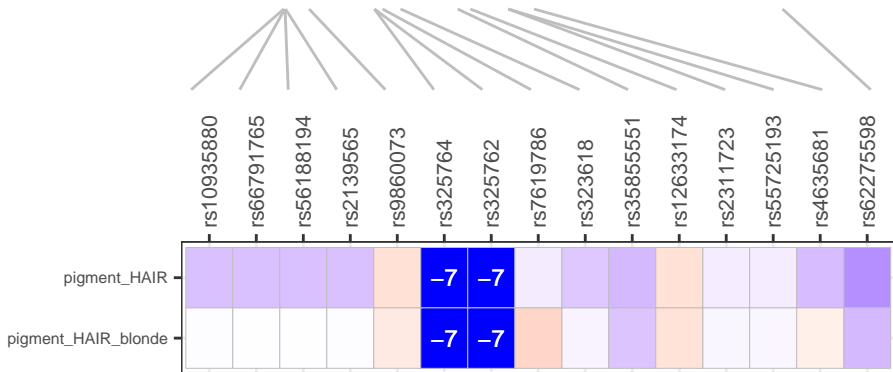 rs10935880
rs66791765
rs56188194
rs2139565
rs9860073
rs325764
rs325762
rs7619786
rs323618
rs35855551
rs12633174
rs2311723
rs55725193
rs4635681
rs62275598
pigment_HAIR
−7 −7
pigment_HAIR_blonde
−7 −7